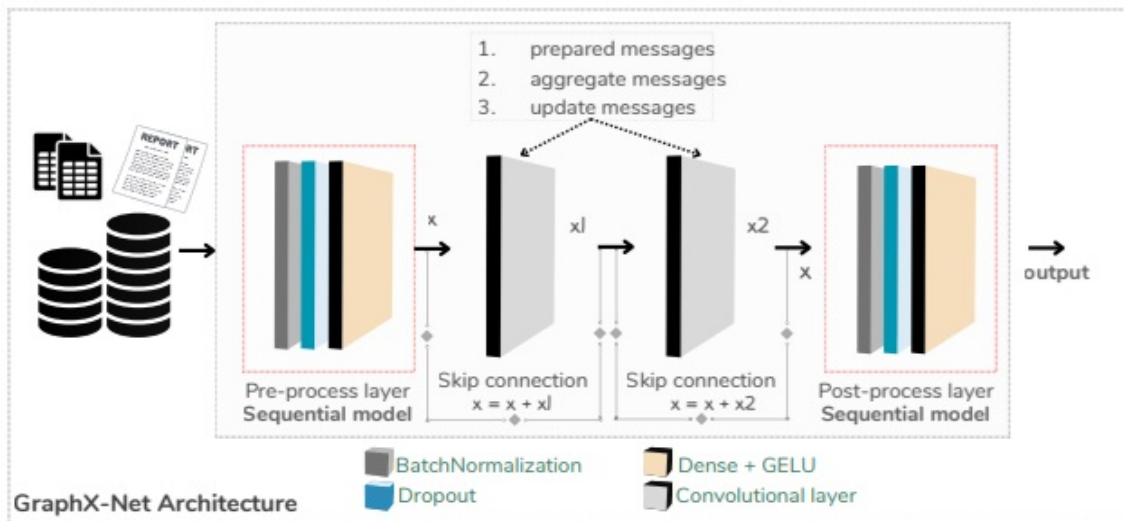 1. prepared messages
2. aggregate messages
3. update messages
REPORT RT
x
xl
x2
x
output
Pre-process layer
Sequential model
Skip connection
x = x + xl
Skip connection
x = x + x2
Post-process layer
Sequential model
BatchNormalization
Dense + GELU
Dropout
Convolutional layer
GraphX-Net Architecture